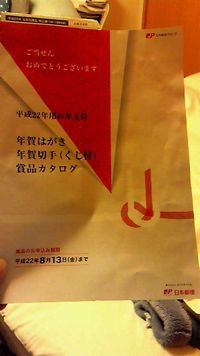 ご当せん
おめでとうございます
平成22年用お年玉付
年賀はがき
年賀切手(くじ付)
賞品カタログ
賞品のお申込み期限
平成22年8月13日(金)まで
JP 日本郵便